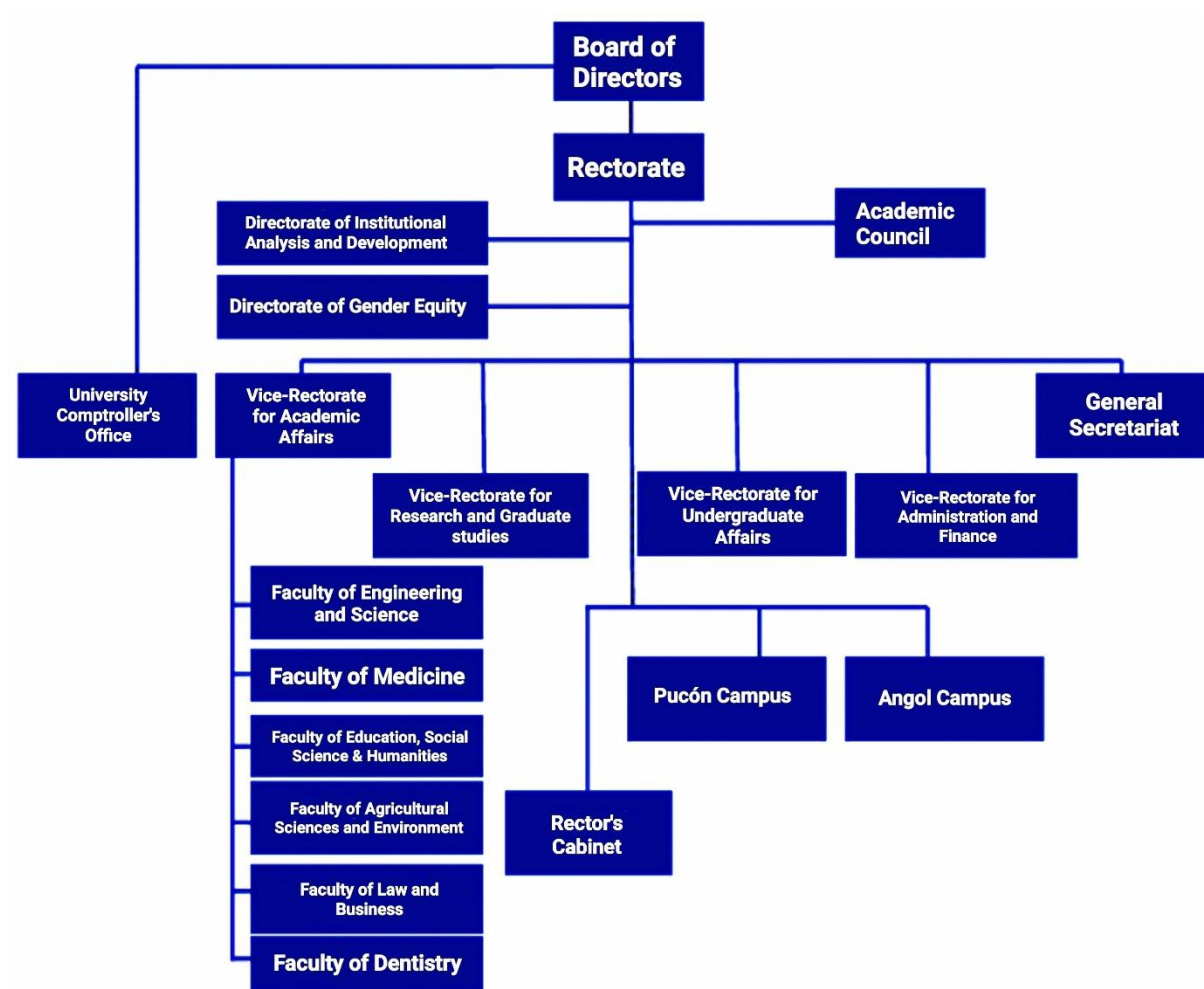 Board of
Directors
Rectorate
Directorate of Institutional
Analysis and Development
Academic
Council
Directorate of Gender Equity
University
Comptroller's
Office
Vice-Rectorate
for Academic
Affairs
General
Secretariat
Vice-Rectorate for
Research and Graduate
studies
Vice-Rectorate for
Undergraduate
Affairs
Vice-Rectorate for
Administration and
Finance
Faculty of Engineering
and Science
Faculty of Medicine
Pucón Campus
Angol Campus
Faculty of Education, Social
Science & Humanities
Faculty of Agricultural
Sciences and Environment
Rector's
Cabinet
Faculty of Law and
Business
Faculty of Dentistry